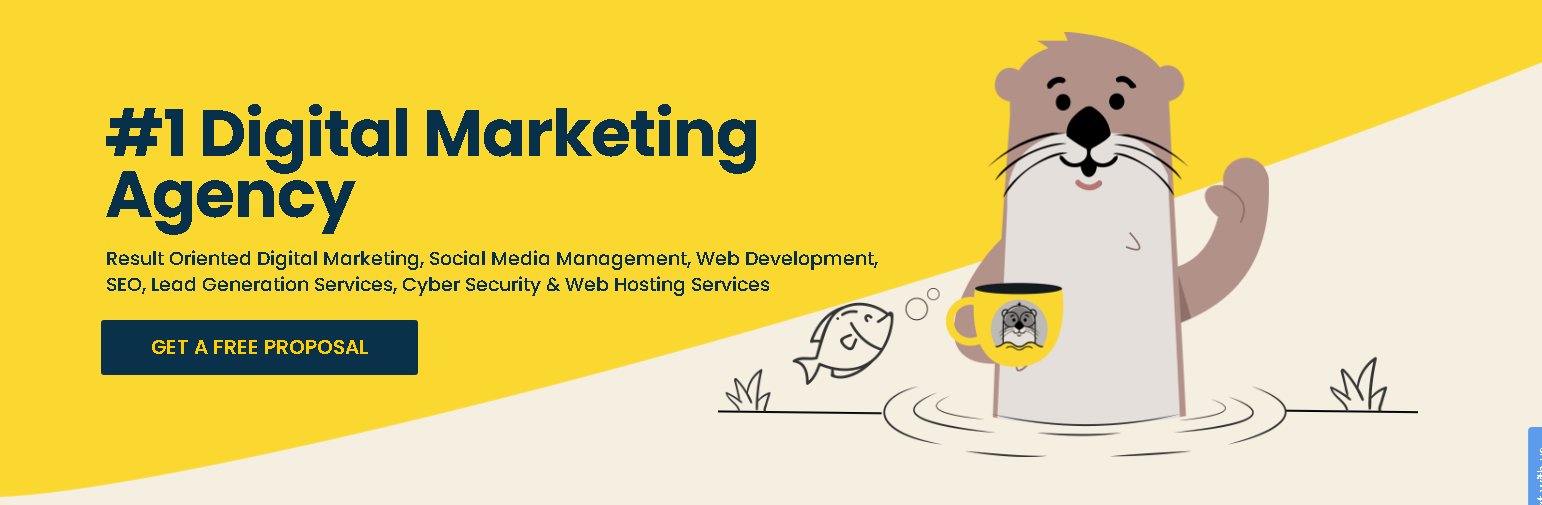 #1 Digital Marketing
Agency
Result Oriented Digital Marketing, Social Media Management, Web Development,
SEO, Lead Generation Services, Cyber Security & Web Hosting Services
GET A FREE PROPOSAL